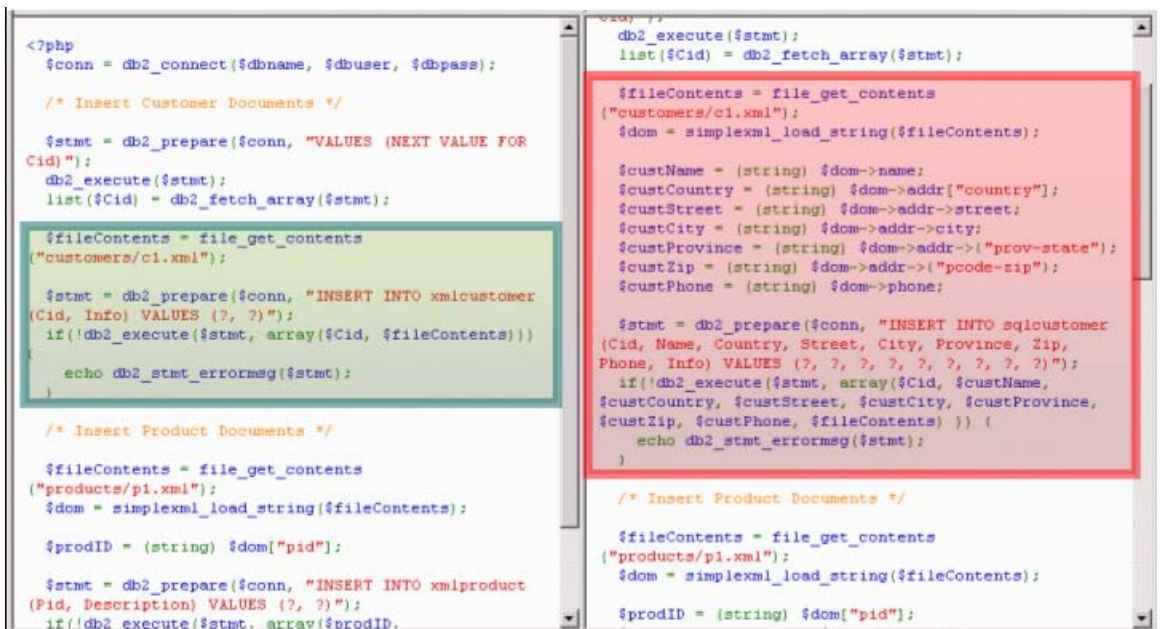 <?php
$conn = db2_connect($dbname, $dbuser, $dbpass);
/* Insert Customer Documents */
$stmt = db2_prepare($conn, "VALUES (NEXT VALUE FOR
Cid)");
db2_execute($stmt);
list($Cid) = db2_fetch_array($stmt);
$fileContents = file_get_contents
("customers/c1.xml");
$stmt = db2_prepare($conn, "INSERT INTO xmlcustomer
(Cid, Info) VALUES (?, ?)");
if(!db2_execute($stmt, array($Cid, $fileContents)))
{
echo db2_stmt_errormsg($stmt);
}
/* Insert Product Documents */
$fileContents = file_get_contents
("products/p1.xml");
$dom = simplexml_load_string($fileContents);
$prodID = (string) $dom["pid"];
$stmt = db2_prepare($conn, "INSERT INTO xmlproduct
(Pid, Description) VALUES (?, ?)");
if(!db2_execute($stmt, array($prodID,
Cid)");
db2_execute($stmt);
list($Cid) = db2_fetch_array($stmt);
$fileContents = file_get_contents
("customers/c1.xml");
$dom = simplexml_load_string($fileContents);
$custName = (string) $dom->name;
$custCountry = (string) $dom->addr["country"];
$custStreet = (string) $dom->addr->street;
$custCity = (string) $dom->addr->city;
$custProvince = (string) $dom->addr->("prov-state");
$custZip = (string) $dom->addr->("pcode-zip");
$custPhone = (string) $dom->phone;
$stmt = db2_prepare($conn, "INSERT INTO sqlcustomer
(Cid, Name, Country, Street, City, Province, Zip,
Phone, Info) VALUES (?, ?, ?, ?, ?, ?, ?, ?, ?)");
if(!db2_execute($stmt, array($Cid, $custName,
$custCountry, $custStreet, $custCity, $custProvince,
$custZip, $custPhone, $fileContents) )) {
echo db2_stmt_errormsg($stmt);
}
/* Insert Product Documents */
$fileContents = file_get_contents
("products/p1.xml");
$dom = simplexml_load_string($fileContents);
$prodID = (string) $dom["pid"];